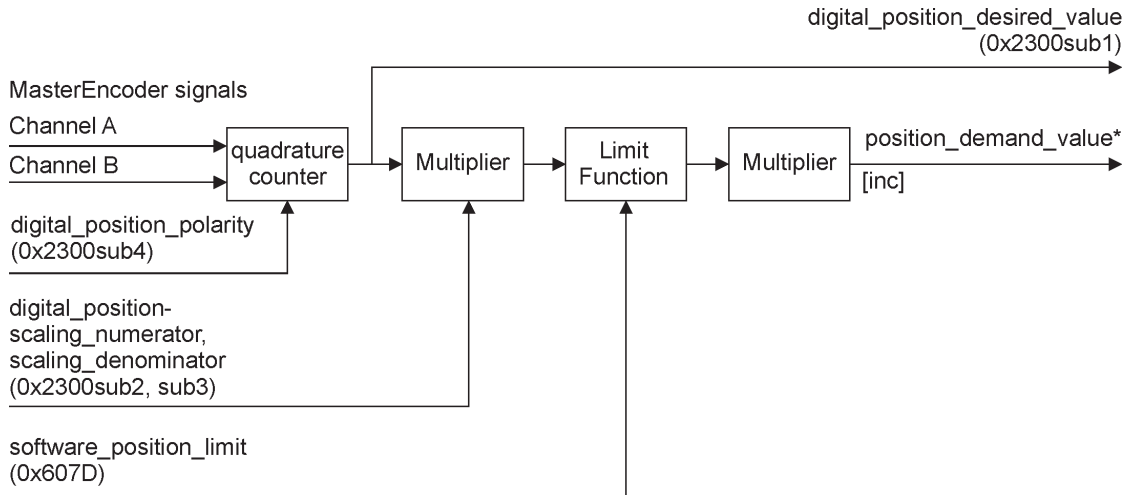 digital_position_desired_value
(0x2300sub1)
MasterEncoder signals
Channel A
Channel B
quadrature
counter
Multiplier
Limit
Function
Multiplier
position_demand_value*
[inc]
digital_position_polarity
(0x2300sub4)
digital_position-
scaling_numerator,
scaling_denominator
(0x2300sub2, sub3)
software_position_limit
(0x607D)